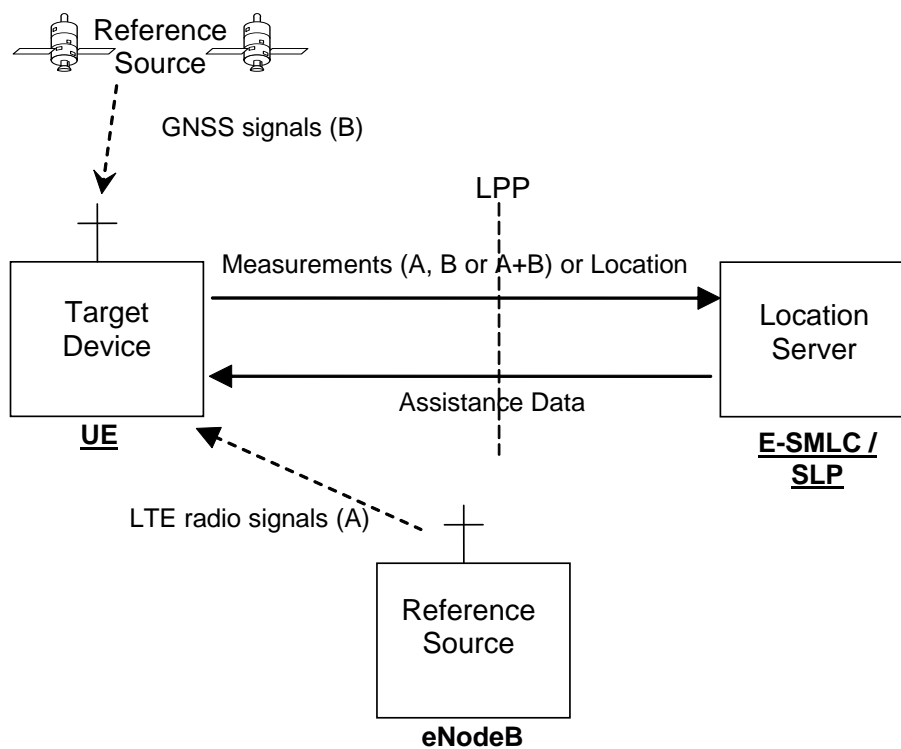 Reference
Source
GNSS signals (B)
LPP
Measurements (A, B or A+B) or Location
Target
Device
Location
Server
Assistance Data
UE
E-SMLC /
SLP
LTE radio signals (A)
Reference
Source
eNodeB